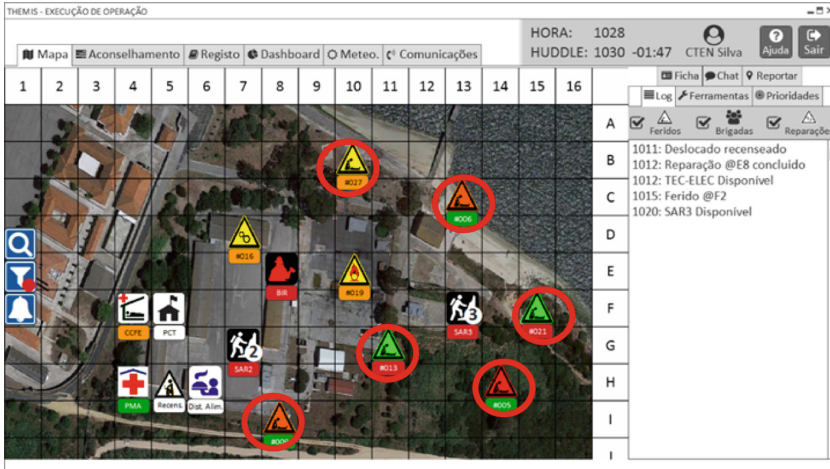 THEMIS - EXECUÇÃO DE OPERAÇÃO
HORA: 1028
HUDDLE: 1030 -01:47
CTEN Silva
Ajuda
Sair
Mapa
Aconselhamento
Registo
Dashboard
Meteo.
Comunicações
Ficha
Chat
Reportar
Log
Ferramentas
Prioridades
Feridos
Brigadas
Reparaçõe
1011: Deslocado recenseado
1012: Reparação @E8 concluido
1012: TEC-ELEC Disponível
1015: Ferido @F2
1020: SAR3 Disponível
1 2 3 4 5 6 7 8 9 10 11 12 13 14 15 16
A
B
#027
C
#006
D
#016
E
BIR
#019
F
CCFE
PCT
3
SAR3
#021
G
2
SAR2
#013
H
PMA
Recens.
Dist. Alim.
#005
I